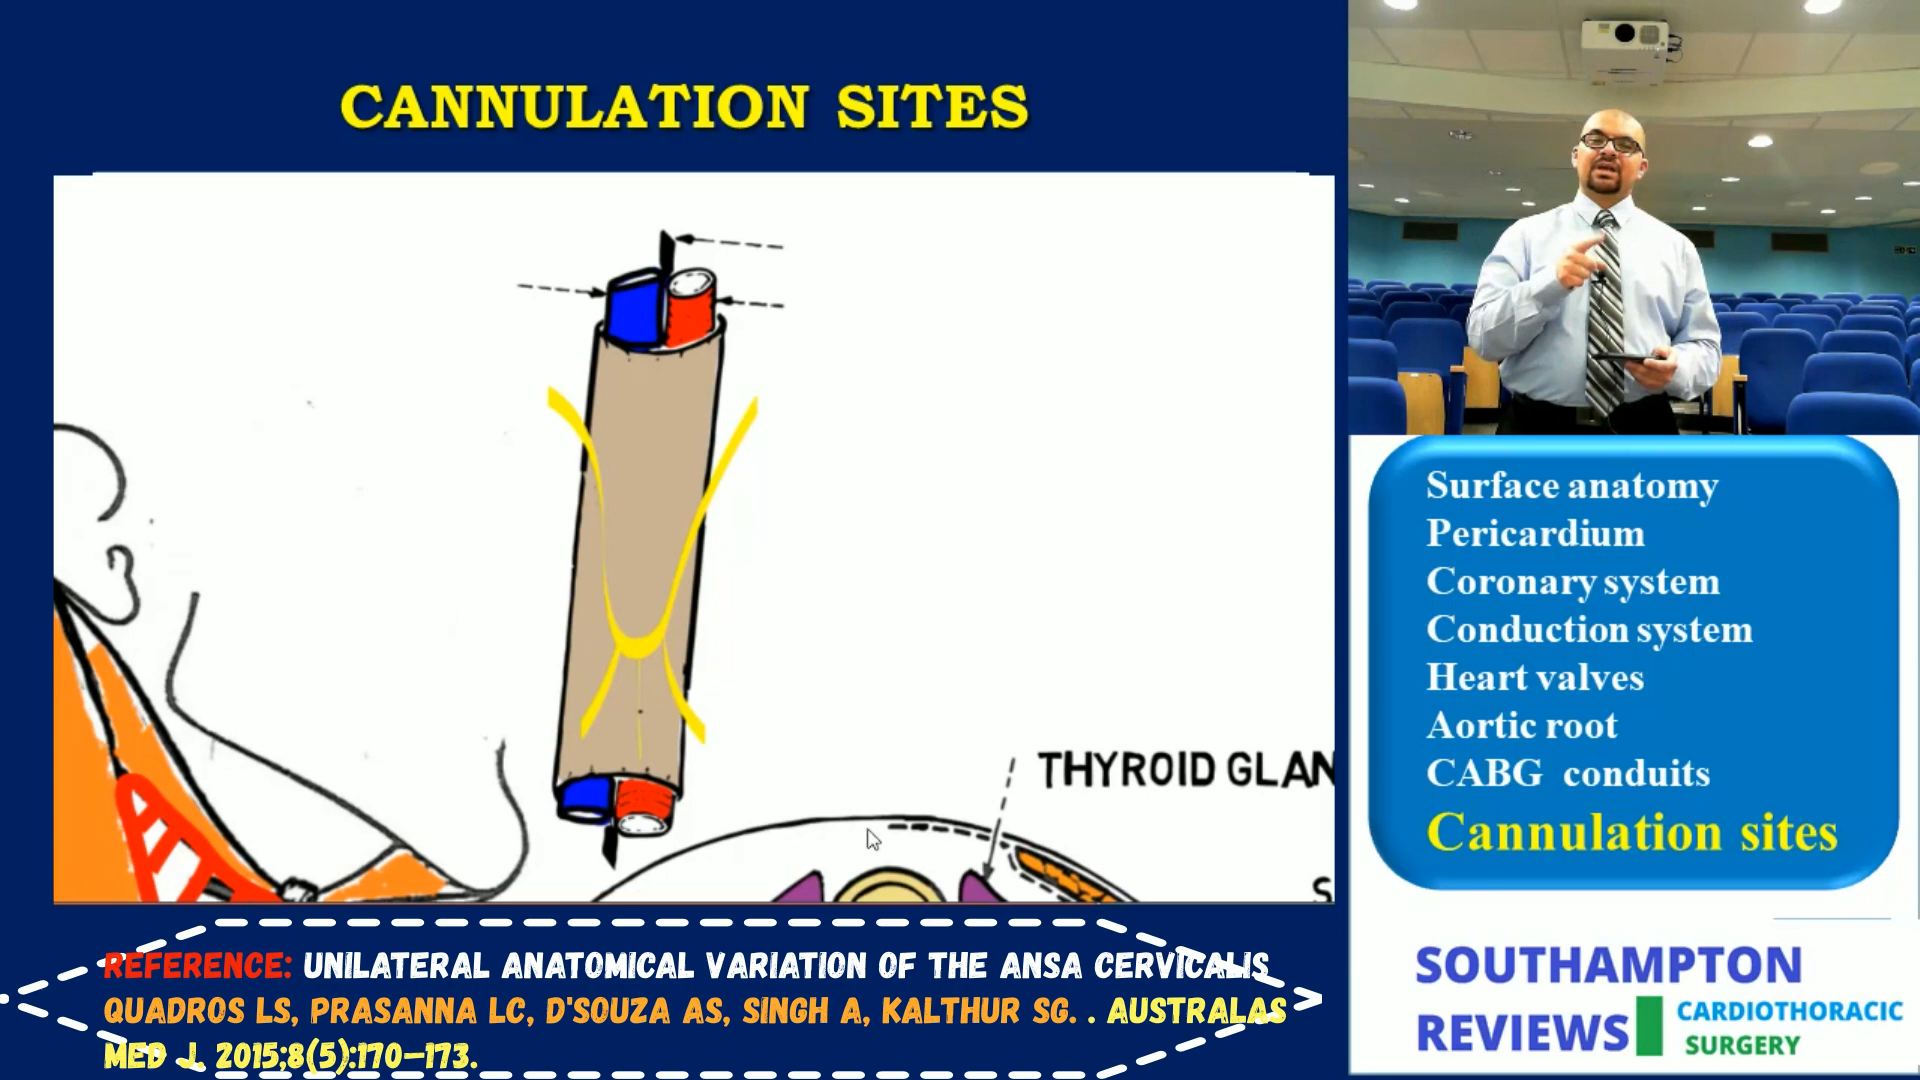 CANNULATION SITES
THYROID GLAN
S
REFERENCE: UNILATERAL ANATOMICAL VARIATION OF THE ANSA CERVICALIS
QUADROS LS, PRASANNA LC, D'SOUZA AS, SINGH A, KALTHUR SG. . AUSTRALAS
MED J. 2015;8(5):170–173.
Surface anatomy
Pericardium
Coronary system
Conduction system
Heart valves
Aortic root
CABG conduits
Cannulation sites
SOUTHAMPTON
REVIEWS
CARDIOTHORACIC
SURGERY